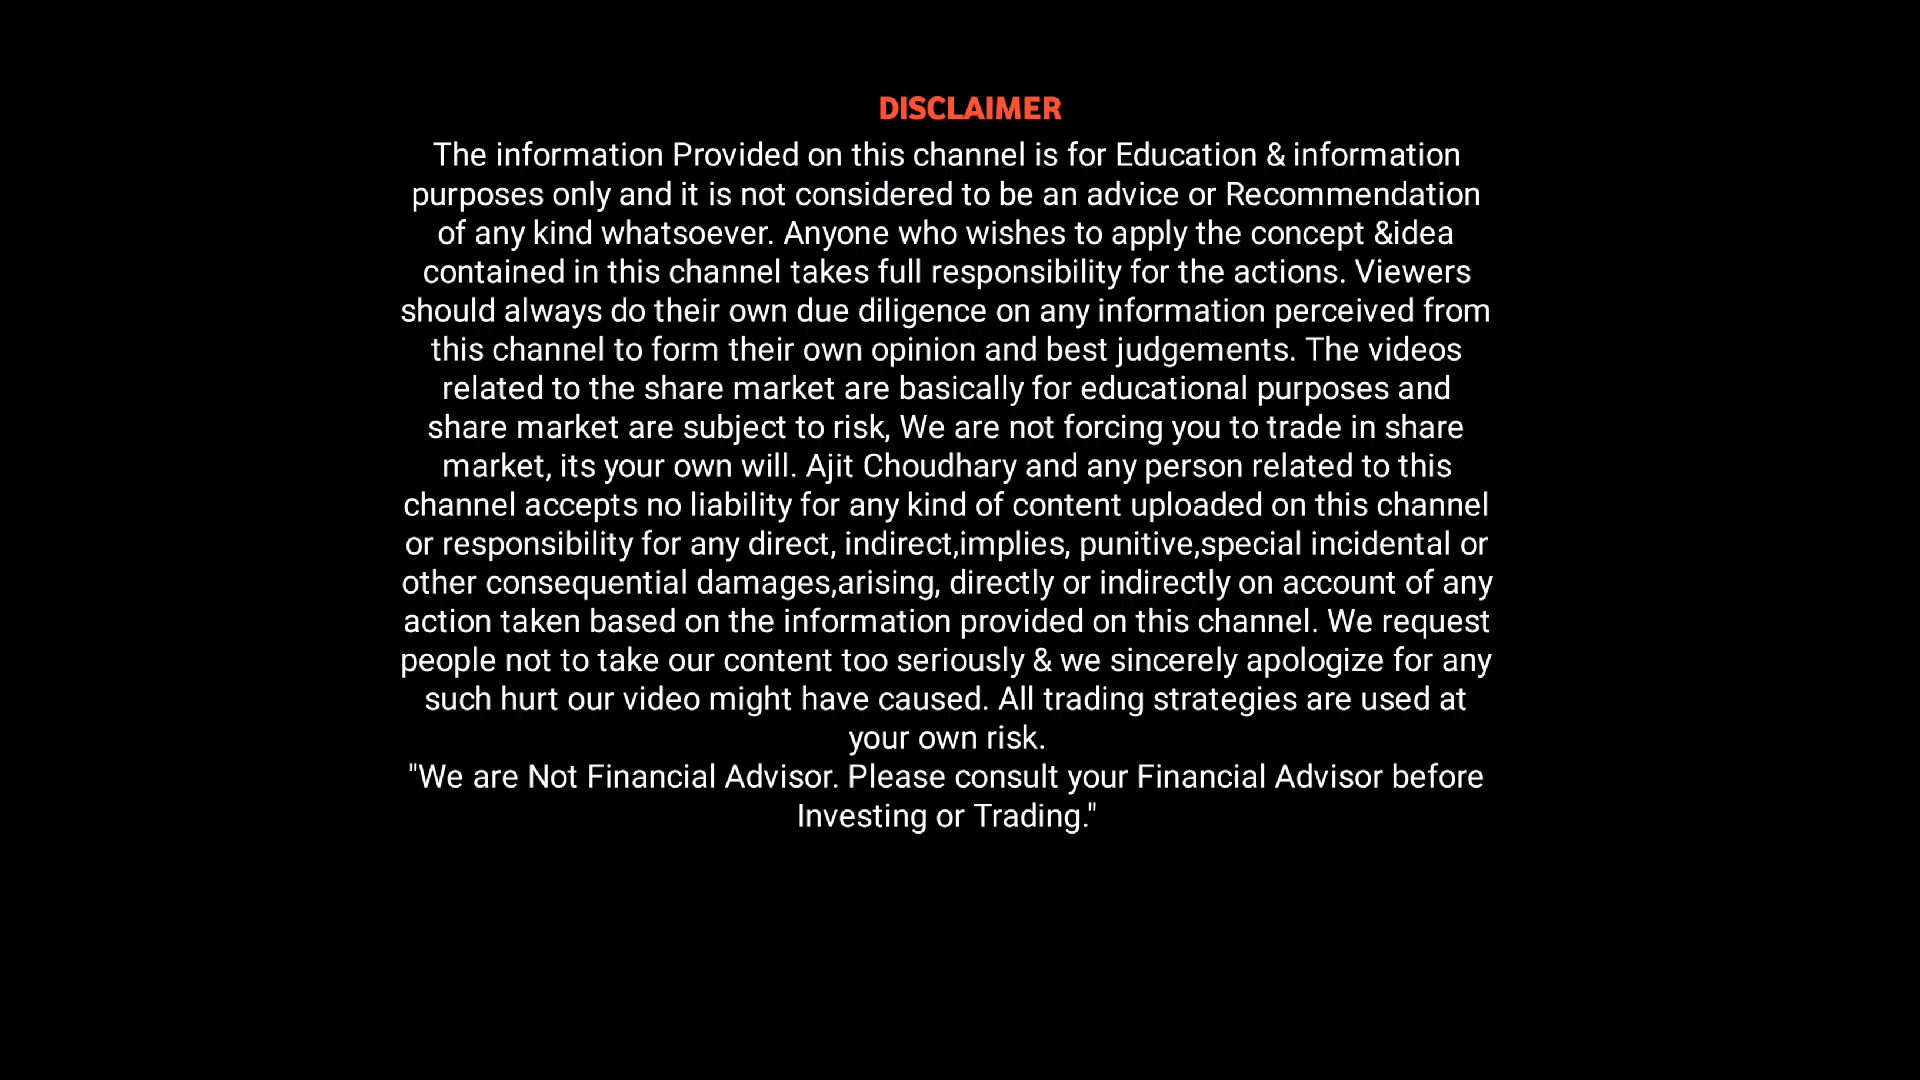 DISCLAIMER
The information Provided on this channel is for Education & information
purposes only and it is not considered to be an advice or Recommendation
of any kind whatsoever. Anyone who wishes to apply the concept &idea
contained in this channel takes full responsibility for the actions. Viewers
should always do their own due diligence on any information perceived from
this channel to form their own opinion and best judgements. The videos
related to the share market are basically for educational purposes and
share market are subject to risk, We are not forcing you to trade in share
market, its your own will. Ajit Choudhary and any person related to this
channel accepts no liability for any kind of content uploaded on this channel
or responsibility for any direct, indirect,implies, punitive,special incidental or
other consequential damages,arising, directly or indirectly on account of any
action taken based on the information provided on this channel. We request
people not to take our content too seriously & we sincerely apologize for any
such hurt our video might have caused. All trading strategies are used at
your own risk.
"We are Not Financial Advisor. Please consult your Financial Advisor before
Investing or Trading."